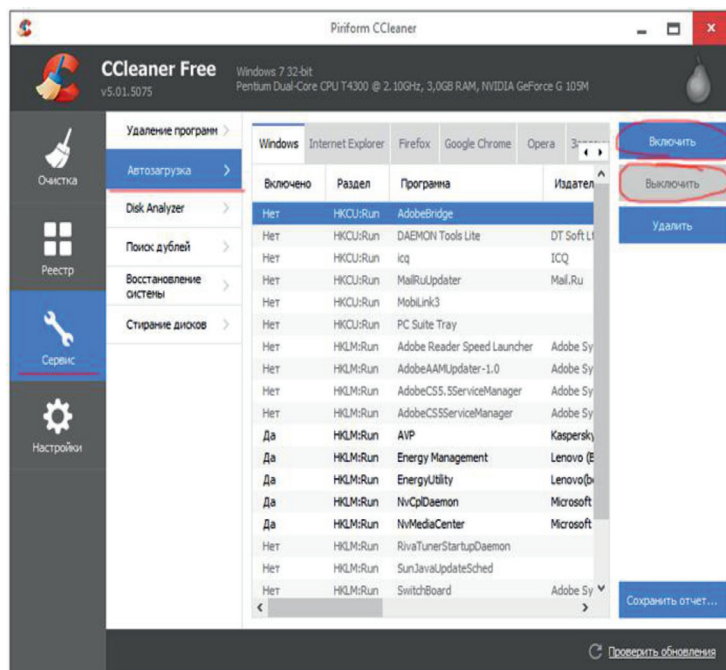 Piriform CCleaner
CCleaner Free
v5.01.5075
Windows 7 32-bit
Pentium Dual-Core CPU T4300 @ 2.10GHz, 3,0GB RAM, NVIDIA GeForce G 105M
Очистка
Реестр
Сервис
Настройки
Удаление программ
Автозагрузка
Disk Analyzer
Поиск дублей
Восстановление
системы
Стирание дисков
Windows Internet Explorer Firefox Google Chrome Opera
Включено Раздел Программа Издател
Нет HKCU:Run AdobeBridge
Нет HKCU:Run DAEMON Tools Lite DT Soft Lt
Нет HKCU:Run icq ICQ
Нет HKCU:Run MailRuUpdater Mail.Ru
Нет HKCU:Run MobiLink3
Нет HKCU:Run PC Suite Tray
Нет HKLM:Run Adobe Reader Speed Launcher Adobe Sy
Нет HKLM:Run AdobeAAMUpdater-1.0 Adobe Sy
Нет HKLM:Run AdobeCS5.5ServiceManager Adobe Sy
Нет HKLM:Run AdobeCS5ServiceManager Adobe Sy
Да HKLM:Run AVP Kaspersky
Да HKLM:Run Energy Management Lenovo (B
Да HKLM:Run EnergyUtility Lenovo(be
Да HKLM:Run NvCplDaemon Microsoft
Да HKLM:Run NvMediaCenter Microsoft
Нет HKLM:Run RivaTunerStartupDaemon
Нет HKLM:Run SunJavaUpdateSched
Нет HKLM:Run SwitchBoard Adobe Sy
Включить
Выключить
Удалить
Сохранить отчет...
Проверить обновления